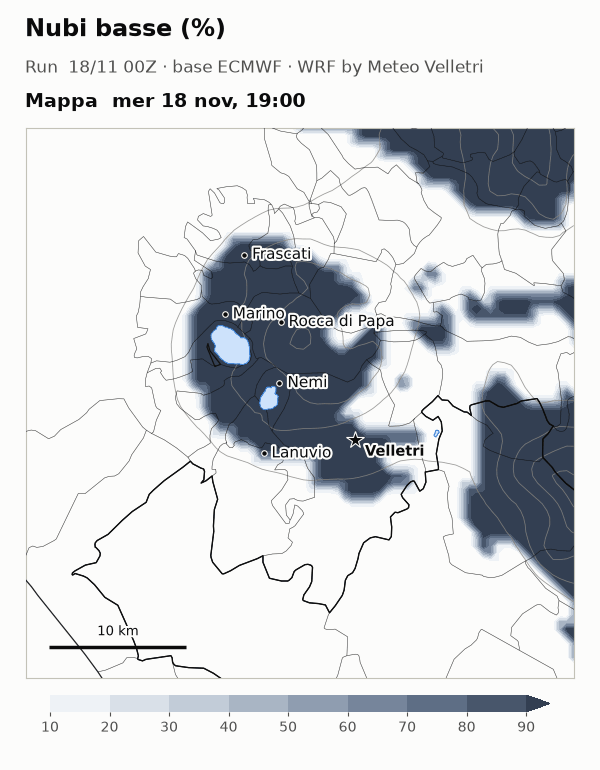 Nubi basse (%)
Run  18/11 00Z · base ECMWF · WRF by Meteo Velletri
Mappa  mer 18 nov, 19:00
Frascati
Marino
Rocca di Papa
Nemi
Velletri
Lanuvio
10 km
10 20 30 40 50 60 70 80 90